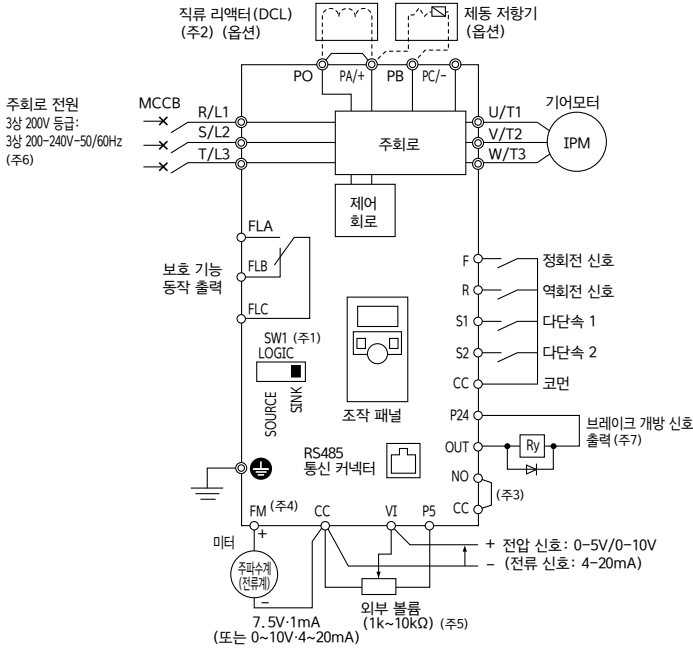 직류 리액터(DCL)
(주2) (옵션)
제동 저항기
(옵션)
PO
PA/+
PB
PC/-
주회로 전원
3상 200V 등급:
3상 200-240V-50/60Hz
(주6)
MCCB
R/L1
S/L2
T/L3
주회로
U/T1
V/T2
W/T3
기어모터
IPM
제어
회로
FLA
FLB
FLC
보호 기능
동작 출력
SW1 (주1)
LOGIC
SOURCE
SINK
조작 패널
RS485
통신 커넥터
F
정회전 신호
R
역회전 신호
S1
다단속 1
S2
다단속 2
CC
코먼
P24
브레이크 개방 신호
출력 (주7)
OUT
Ry
NO
(주3)
CC
FM (주4)
CC
VI
P5
미터
+
주파수계
(전류계)
-
+ 전압 신호: 0-5V/0-10V
- (전류 신호: 4-20mA)
외부 볼륨
(1k~10kΩ) (주5)
7.5V·1mA
(또는 0~10V·4~20mA)